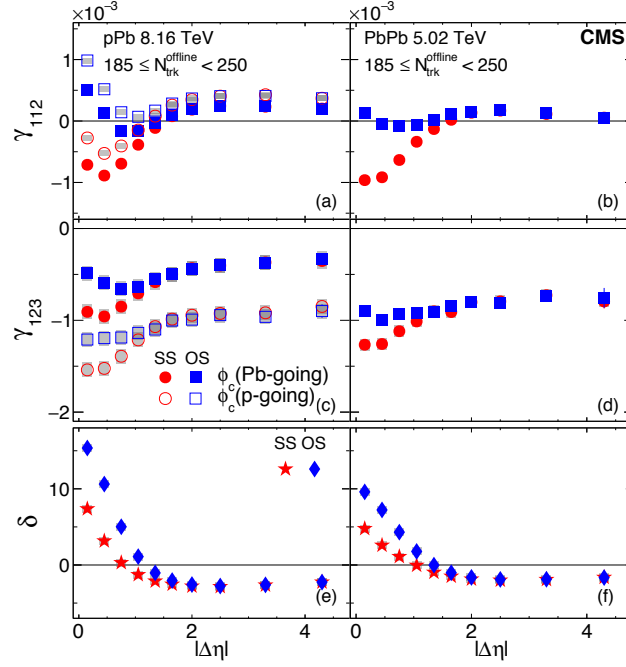 ×10⁻³ ×10⁻³
pPb 8.16 TeV PbPb 5.02 TeV CMS
185 ≤ N_trk^offline < 250 185 ≤ N_trk^offline < 250
1
0
−1
γ₁₁₂
(a) (b)
0
−1
−2
γ₁₂₃
SS OS
ϕ_c(Pb-going)
ϕ_c(p-going)
(c) (d)
SS OS
10
0
δ
(e) (f)
0 2 4 0 2 4
|Δη| |Δη|